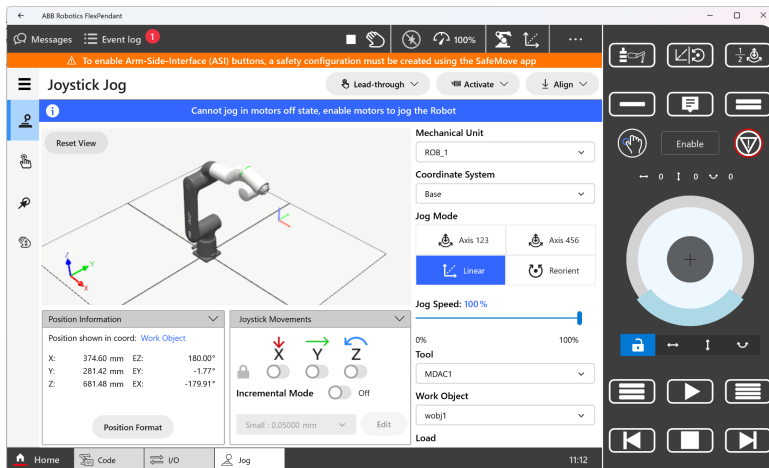 ABB Robotics FlexPendant
Messages Event log 1 100% ...
To enable Arm-Side-Interface (ASI) buttons, a safety configuration must be created using the SafeMove app
Joystick Jog Lead-through Activate Align
Cannot jog in motors off state, enable motors to jog the Robot
Reset View
Z
Y
X
Mechanical Unit
ROB_1
Coordinate System
Base
Jog Mode
Axis 123 Axis 456
Linear Reorient
Jog Speed: 100 %
0% 100%
Tool
MDAC1
Work Object
wobj1
Load
Position Information
Position shown in coord: Work Object
X: 374.60 mm EZ: 180.00°
Y: 281.42 mm EY: -1.77°
Z: 681.48 mm EX: -179.91°
Position Format
Joystick Movements
X Y Z
Incremental Mode Off
Small : 0.05000 mm Edit
Home Code I/O Jog 11:12
1/2
Enable
0 0 0